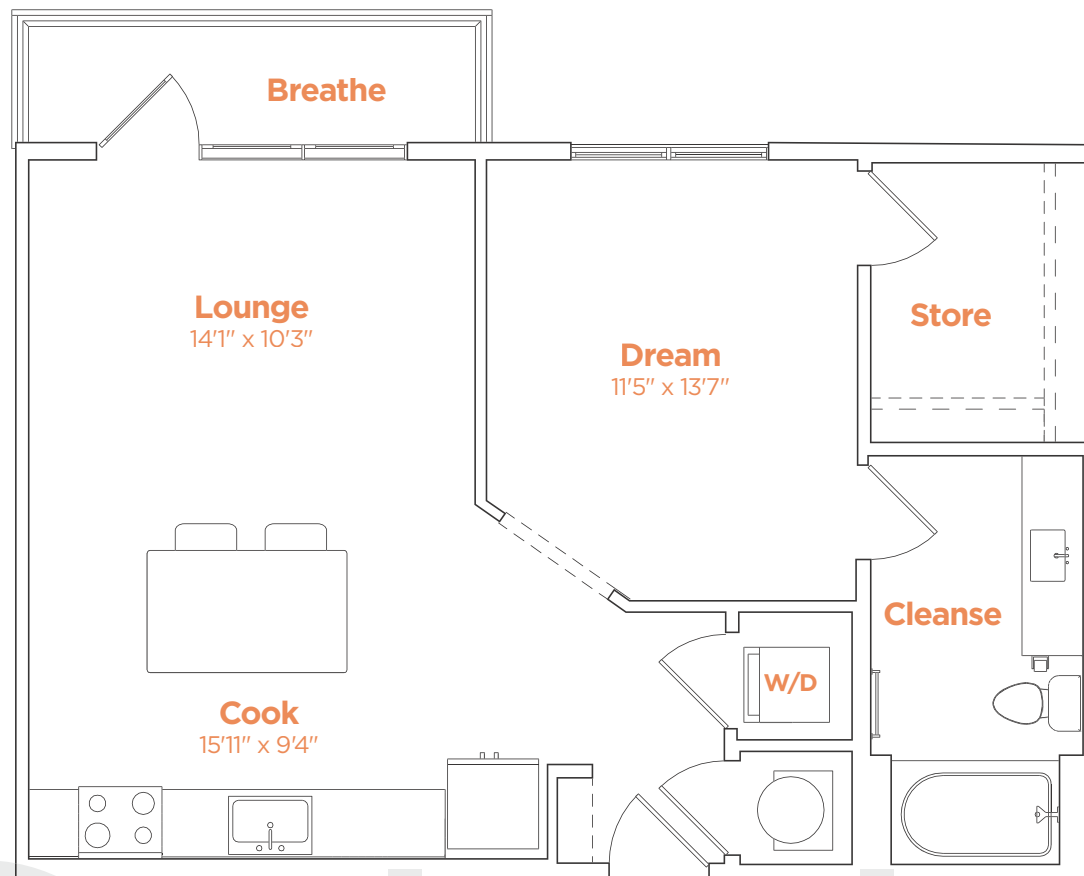 Breathe
Lounge
14'1" x 10'3"
Store
Dream
11'5" x 13'7"
Cleanse
W/D
Cook
15'11" x 9'4"